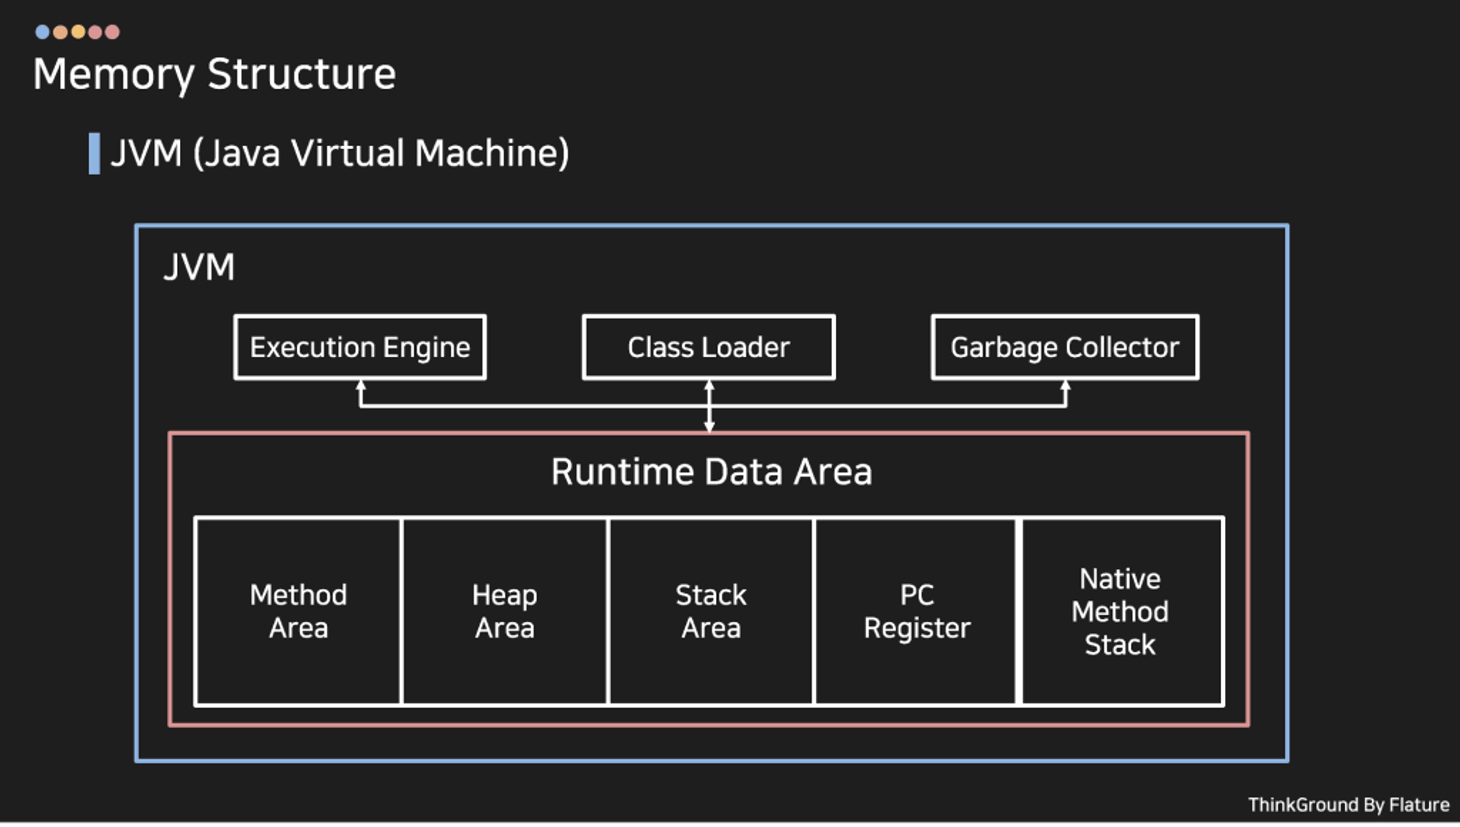 Memory Structure
JVM (Java Virtual Machine)
JVM
Execution Engine
Class Loader
Garbage Collector
Runtime Data Area
Method
Area
Heap
Area
Stack
Area
PC
Register
Native
Method
Stack
ThinkGround By Flature